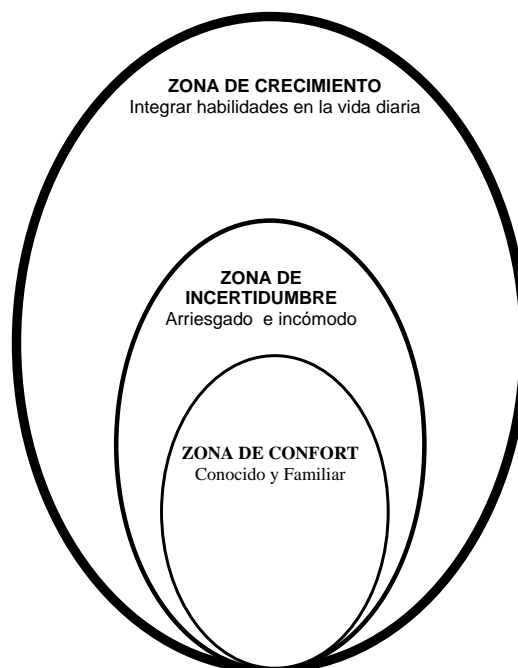 ZONA DE CRECIMIENTO
Integrar habilidades en la vida diaria
ZONA DE
INCERTIDUMBRE
Arriesgado e incómodo
ZONA DE CONFORT
Conocido y Familiar